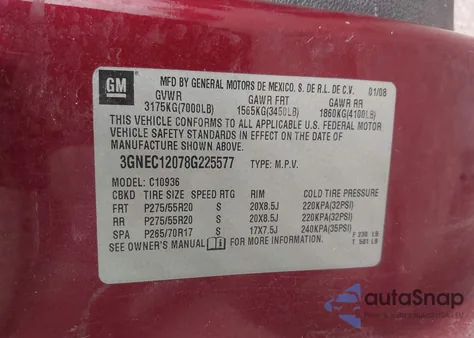 GM
MFD BY GENERAL MOTORS DE MEXICO, S. DE R.L. DE C.V. 01/08
GVWR GAWR FRT GAWR RR
3175KG(7000LB) 1565KG(3450LB) 1860KG(4100LB)
THIS VEHICLE CONFORMS TO ALL APPLICABLE U.S. FEDERAL MOTOR
VEHICLE SAFETY STANDARDS IN EFFECT ON THE DATE OF
MANUFACTURE SHOWN ABOVE.
3GNEC12078G225577 TYPE: M.P.V.
MODEL: C10936
CBKD TIRE SIZE SPEED RTG RIM COLD TIRE PRESSURE
FRT P275/55R20 S 20X8.5J 220KPA(32PSI)
RR P275/55R20 S 20X8.5J 220KPA(32PSI)
SPA P265/70R17 S 17X7.5J 240KPA(35PSI)
SEE OWNER'S MANUAL FOR MORE INFORMATION.
F 230 LB
T 501 LB
autoSnap